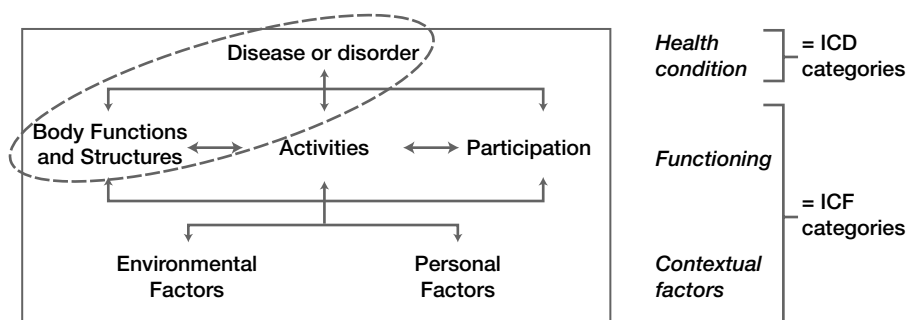 Disease or disorder
Health
condition
= ICD
categories
Body Functions
and Structures
Activities
Participation
Functioning
= ICF
categories
Environmental
Factors
Personal
Factors
Contextual
factors